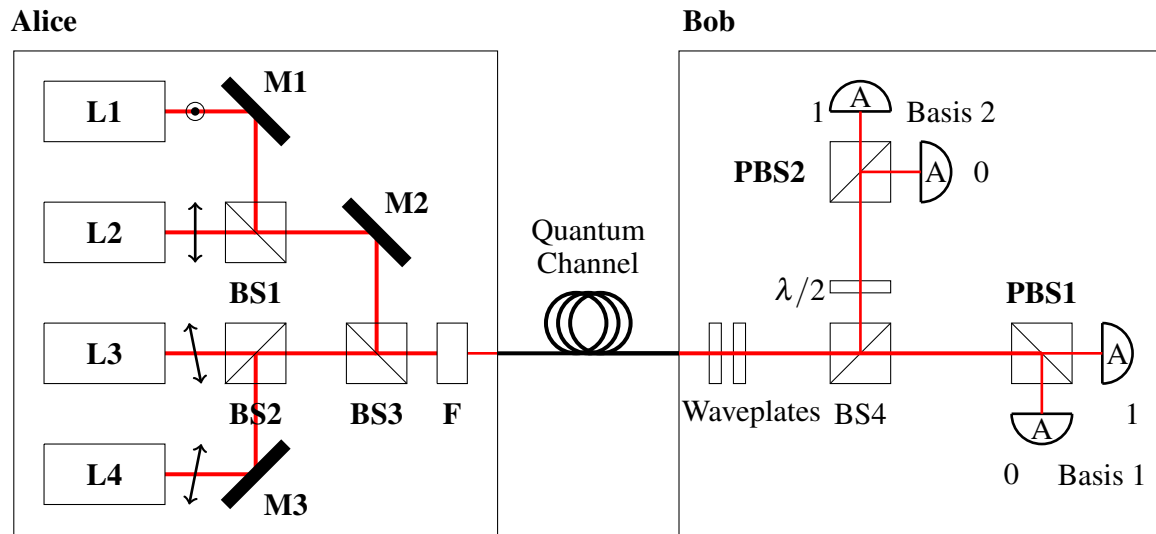 Alice
Bob
M1
L1
1
A
Basis 2
PBS2
A
0
L2
M2
Quantum
Channel
BS1
λ/2
PBS1
L3
A
BS2
BS3
F
Waveplates
BS4
A
1
L4
M3
0
Basis 1